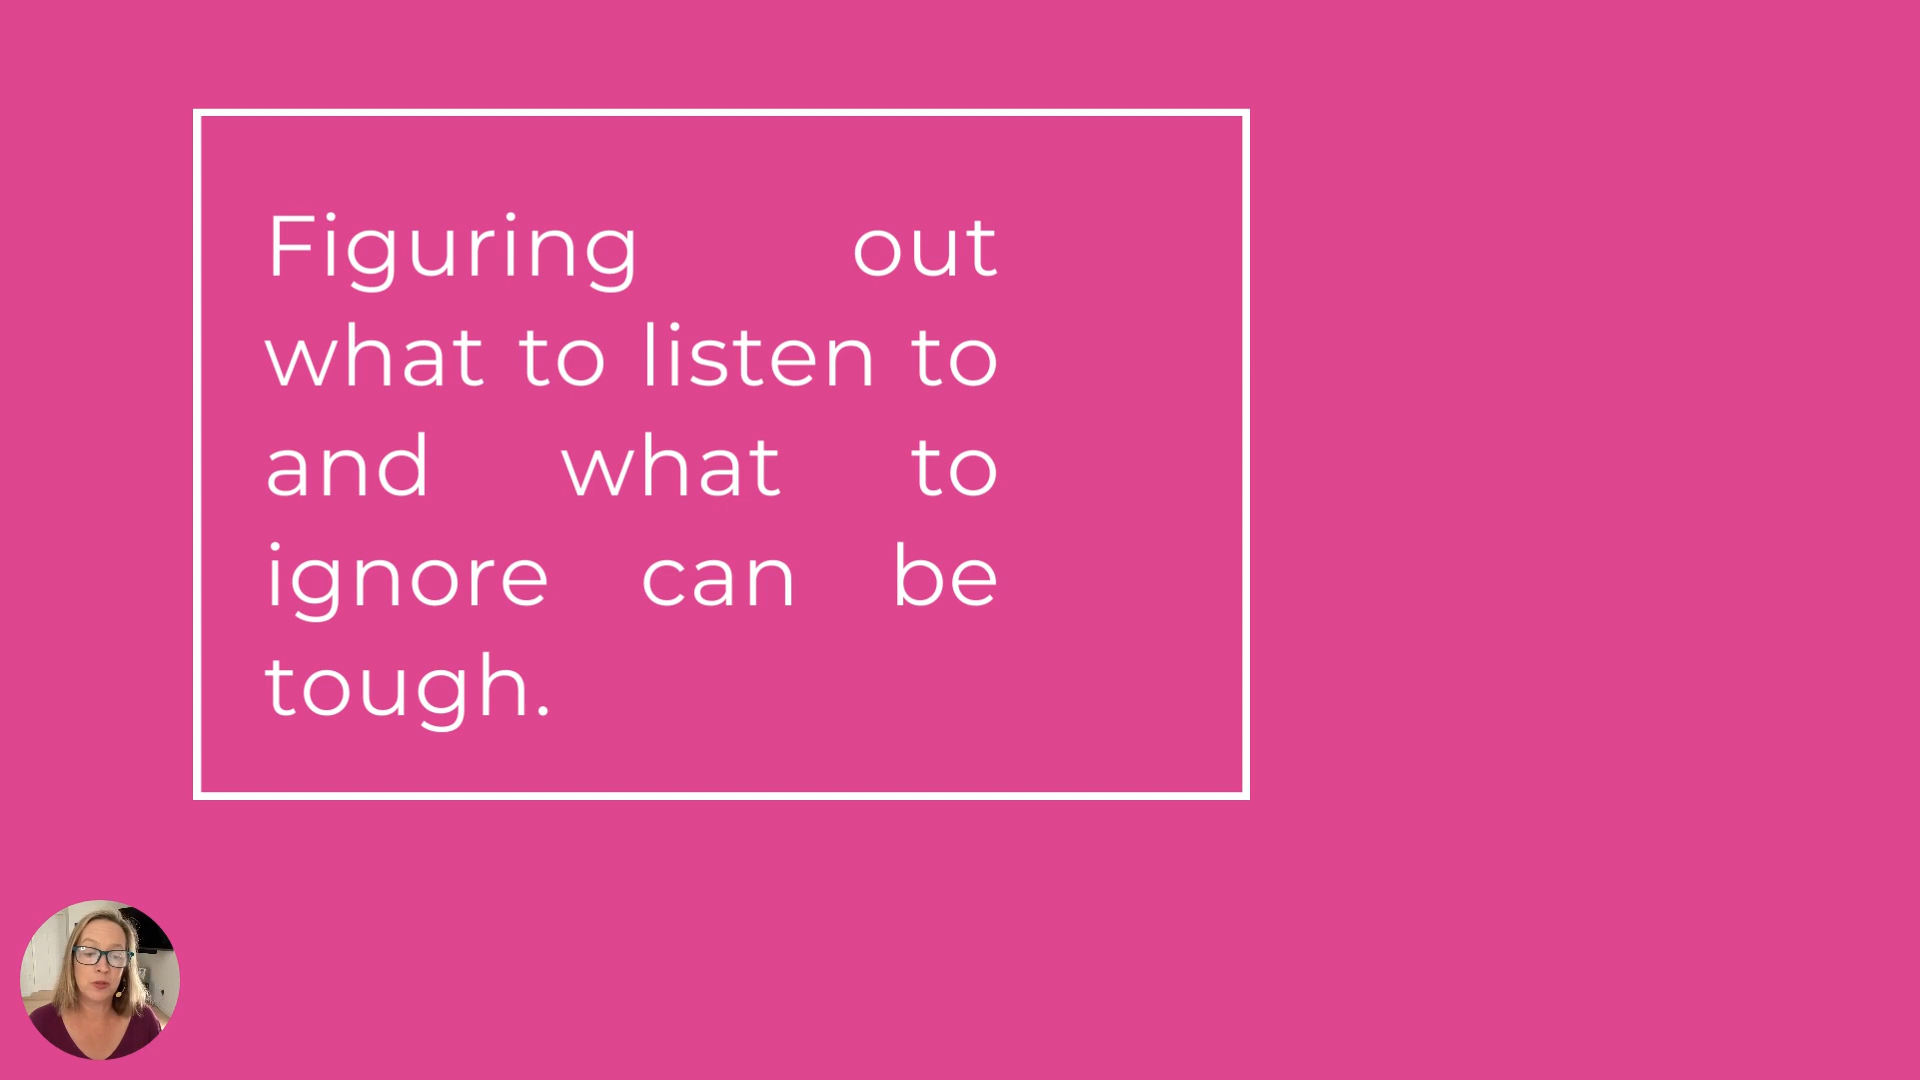 Figuring out
what to listen to
and what to
ignore can be
tough.